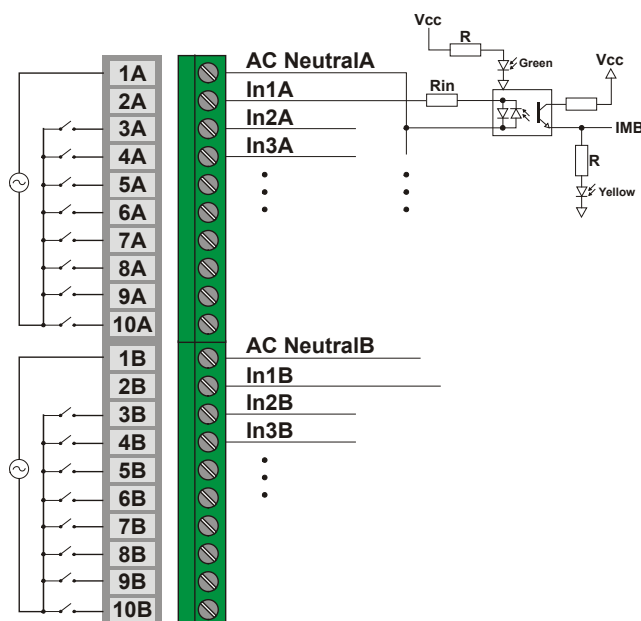 Vcc
R
Green
Vcc
AC NeutralA
1A
In1A
Rin
2A
In2A
3A
IMB
In3A
4A
R
5A
Yellow
6A
7A
8A
9A
10A
AC NeutralB
1B
In1B
2B
In2B
3B
In3B
4B
5B
6B
7B
8B
9B
10B